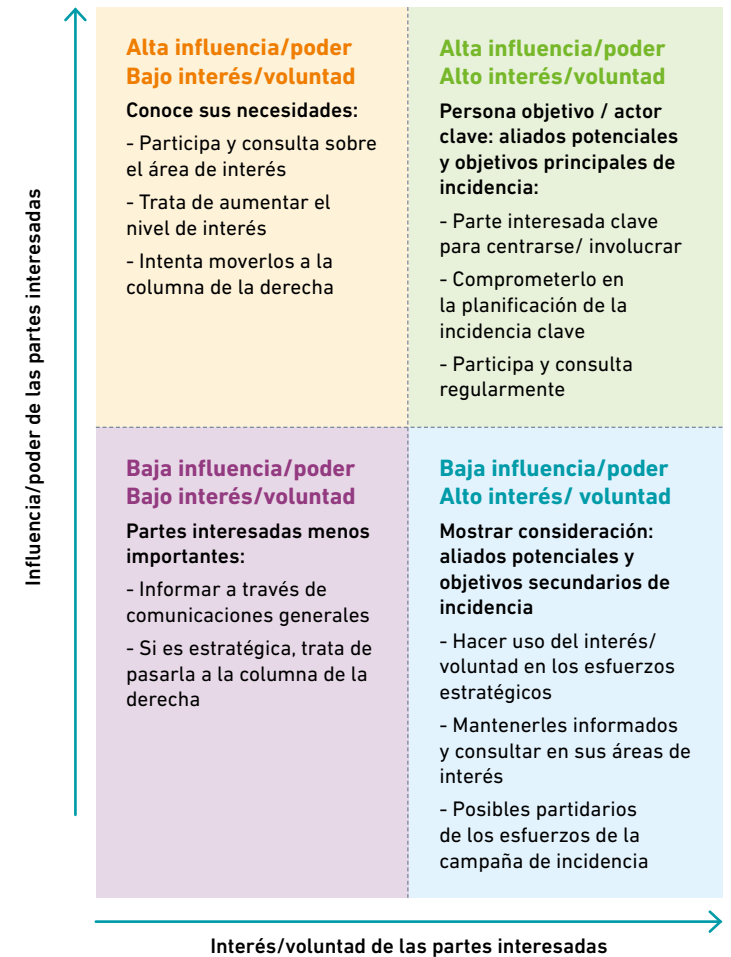 Influencia/poder de las partes interesadas
Alta influencia/poder
Bajo interés/voluntad
Conoce sus necesidades:
- Participa y consulta sobre
el área de interés
- Trata de aumentar el
nivel de interés
- Intenta moverlos a la
columna de la derecha
Alta influencia/poder
Alto interés/voluntad
Persona objetivo / actor
clave: aliados potenciales
y objetivos principales de
incidencia:
- Parte interesada clave
para centrarse/ involucrar
- Comprometerlo en
la planificación de la
incidencia clave
- Participa y consulta
regularmente
Baja influencia/poder
Bajo interés/voluntad
Partes interesadas menos
importantes:
- Informar a través de
comunicaciones generales
- Si es estratégica, trata de
pasarla a la columna de la
derecha
Baja influencia/poder
Alto interés/ voluntad
Mostrar consideración:
aliados potenciales y
objetivos secundarios de
incidencia
- Hacer uso del interés/
voluntad en los esfuerzos
estratégicos
- Mantenerles informados
y consultar en sus áreas de
interés
- Posibles partidarios
de los esfuerzos de la
campaña de incidencia
Interés/voluntad de las partes interesadas